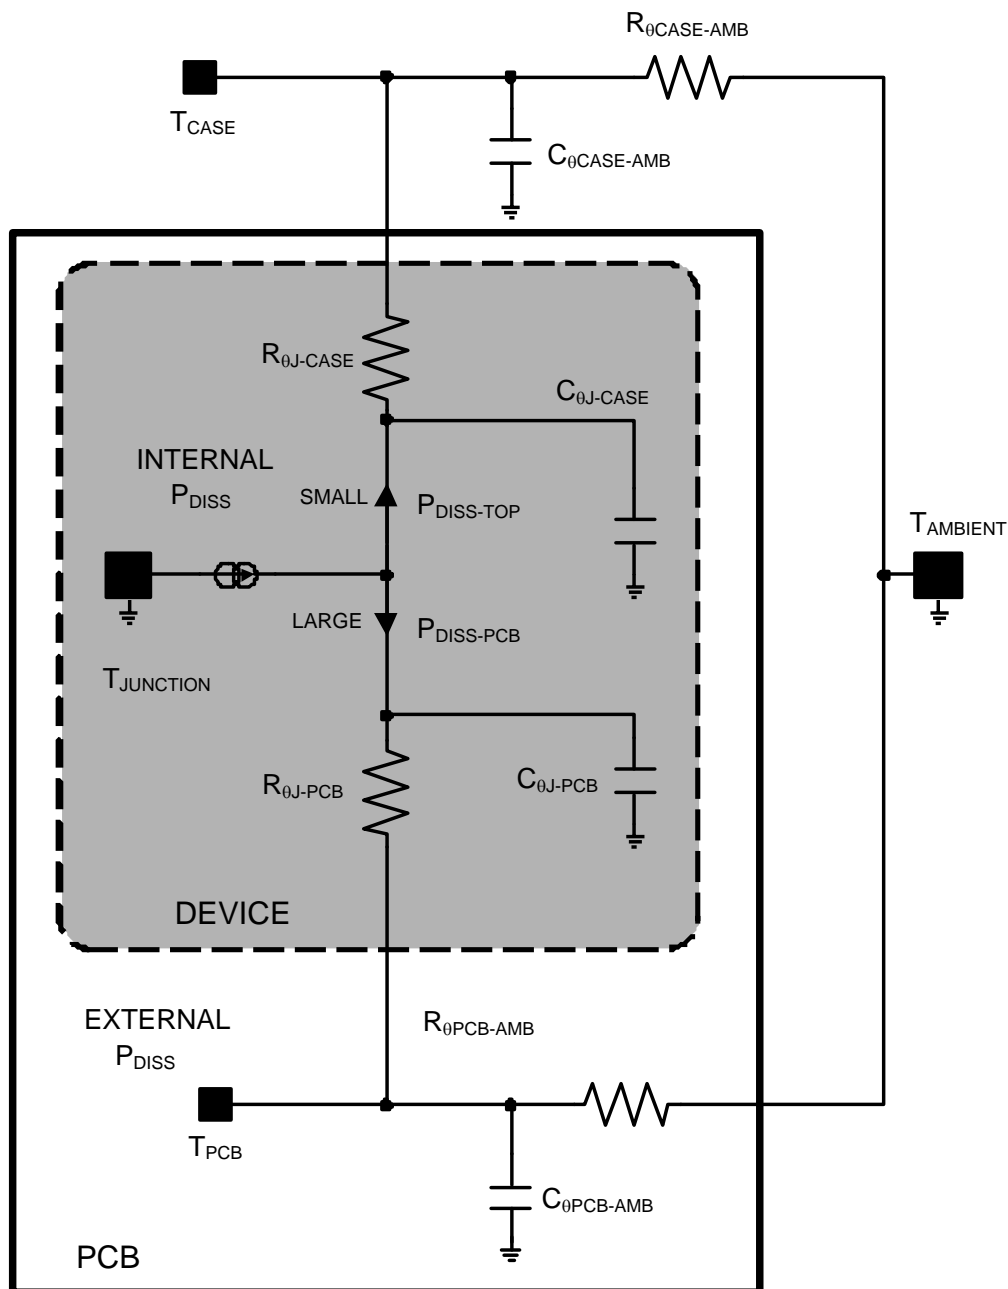 RθCASE-AMB
TCASE
CθCASE-AMB
RθJ-CASE
CθJ-CASE
INTERNAL
PDISS
SMALL
PDISS-TOP
TAMBIENT
LARGE
PDISS-PCB
TJUNCTION
RθJ-PCB
CθJ-PCB
DEVICE
EXTERNAL
PDISS
RθPCB-AMB
TPCB
CθPCB-AMB
PCB